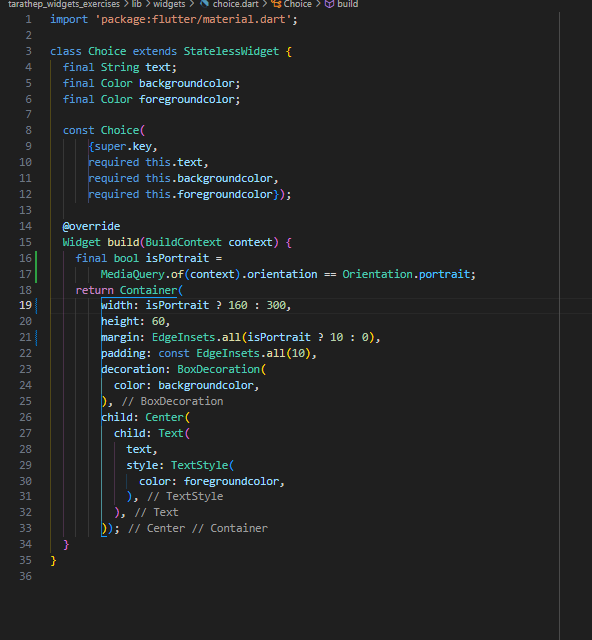 tarathep_widgets_exercises > lib > widgets > choice.dart > Choice > build
1 import 'package:flutter/material.dart';
2
3 class Choice extends StatelessWidget {
4   final String text;
5   final Color backgroundcolor;
6   final Color foregroundcolor;
7
8   const Choice(
9       {super.key,
10       required this.text,
11       required this.backgroundcolor,
12       required this.foregroundcolor});
13
14   @override
15   Widget build(BuildContext context) {
16     final bool isPortrait =
17         MediaQuery.of(context).orientation == Orientation.portrait;
18     return Container(
19         width: isPortrait ? 160 : 300,
20         height: 60,
21         margin: EdgeInsets.all(isPortrait ? 10 : 0),
22         padding: const EdgeInsets.all(10),
23         decoration: BoxDecoration(
24           color: backgroundcolor,
25         ), // BoxDecoration
26         child: Center(
27           child: Text(
28             text,
29             style: TextStyle(
30               color: foregroundcolor,
31             ), // TextStyle
32           ), // Text
33         )); // Center // Container
34   }
35 }
36